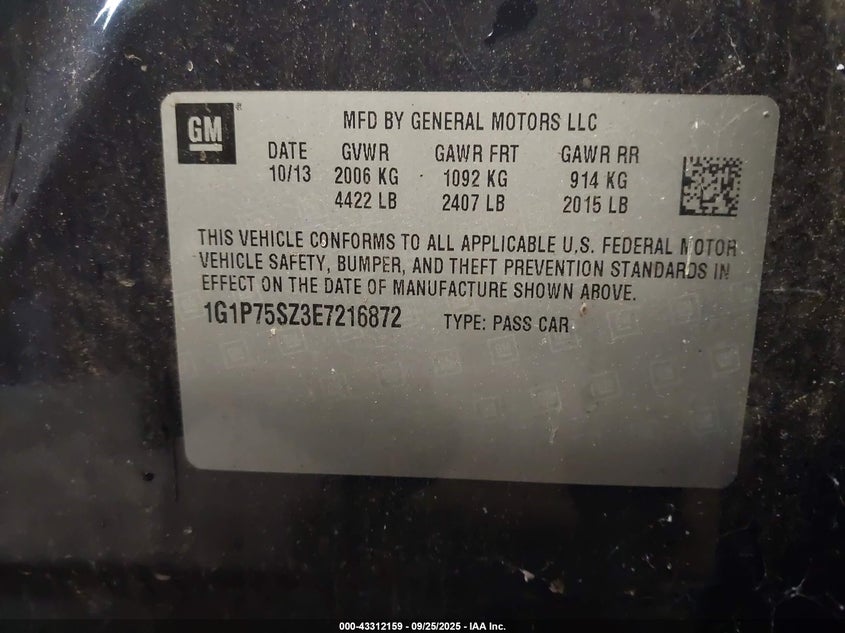 GM ®
MFD BY GENERAL MOTORS LLC
DATE GVWR GAWR FRT GAWR RR
10/13 2006 KG 1092 KG 914 KG
4422 LB 2407 LB 2015 LB
THIS VEHICLE CONFORMS TO ALL APPLICABLE U.S. FEDERAL MOTOR
VEHICLE SAFETY, BUMPER, AND THEFT PREVENTION STANDARDS IN
EFFECT ON THE DATE OF MANUFACTURE SHOWN ABOVE.
1G1P75SZ3E7216872 TYPE: PASS CAR
000-43312159 - 09/25/2025 - IAA Inc.